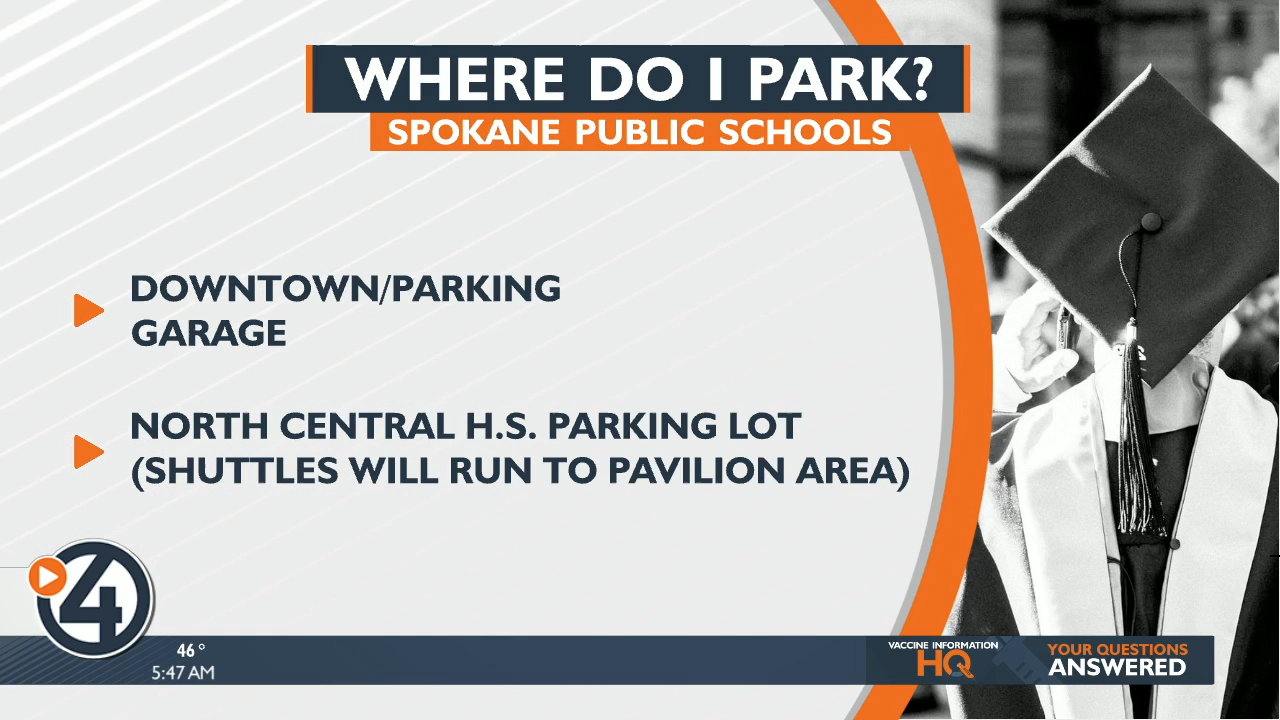 WHERE DO I PARK?
SPOKANE PUBLIC SCHOOLS
DOWNTOWN/PARKING
GARAGE
NORTH CENTRAL H.S. PARKING LOT
(SHUTTLES WILL RUN TO PAVILION AREA)
4
46°
5:47 AM
VACCINE INFORMATION
HQ
YOUR QUESTIONS
ANSWERED